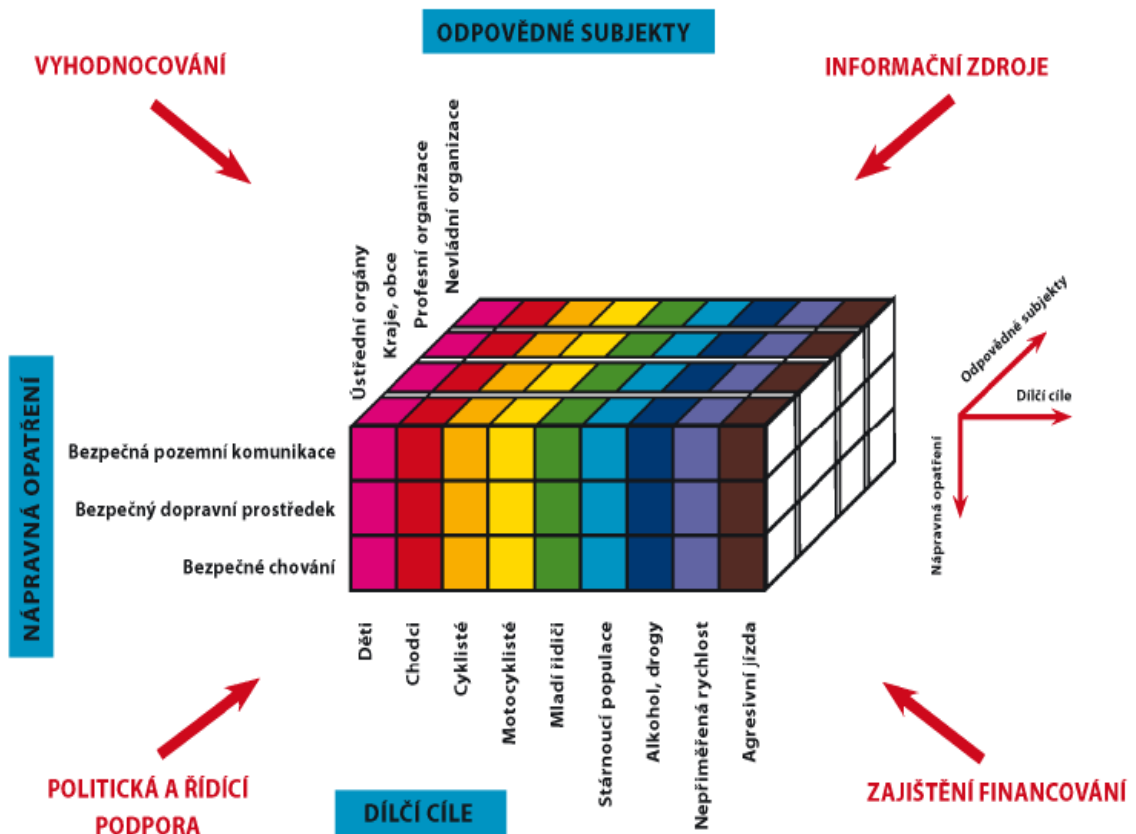 ODPOVĚDNÉ SUBJEKTY
VYHODNOCOVÁNÍ
INFORMAČNÍ ZDROJE
Ústřední orgány
Kraje, obce
Profesní organizace
Nevládní organizace
Odpovědné subjekty
Dílčí cíle
Nápravná opatření
NÁPRAVNÁ OPATŘENÍ
Bezpečná pozemní komunikace
Bezpečný dopravní prostředek
Bezpečné chování
Děti
Chodci
Cyklisté
Motocyklisté
Mladí řidiči
Stárnoucí populace
Alkohol, drogy
Nepřiměřená rychlost
Agresivní jízda
POLITICKÁ A ŘÍDÍCÍ
PODPORA
DÍLČÍ CÍLE
ZAJIŠTĚNÍ FINANCOVÁNÍ